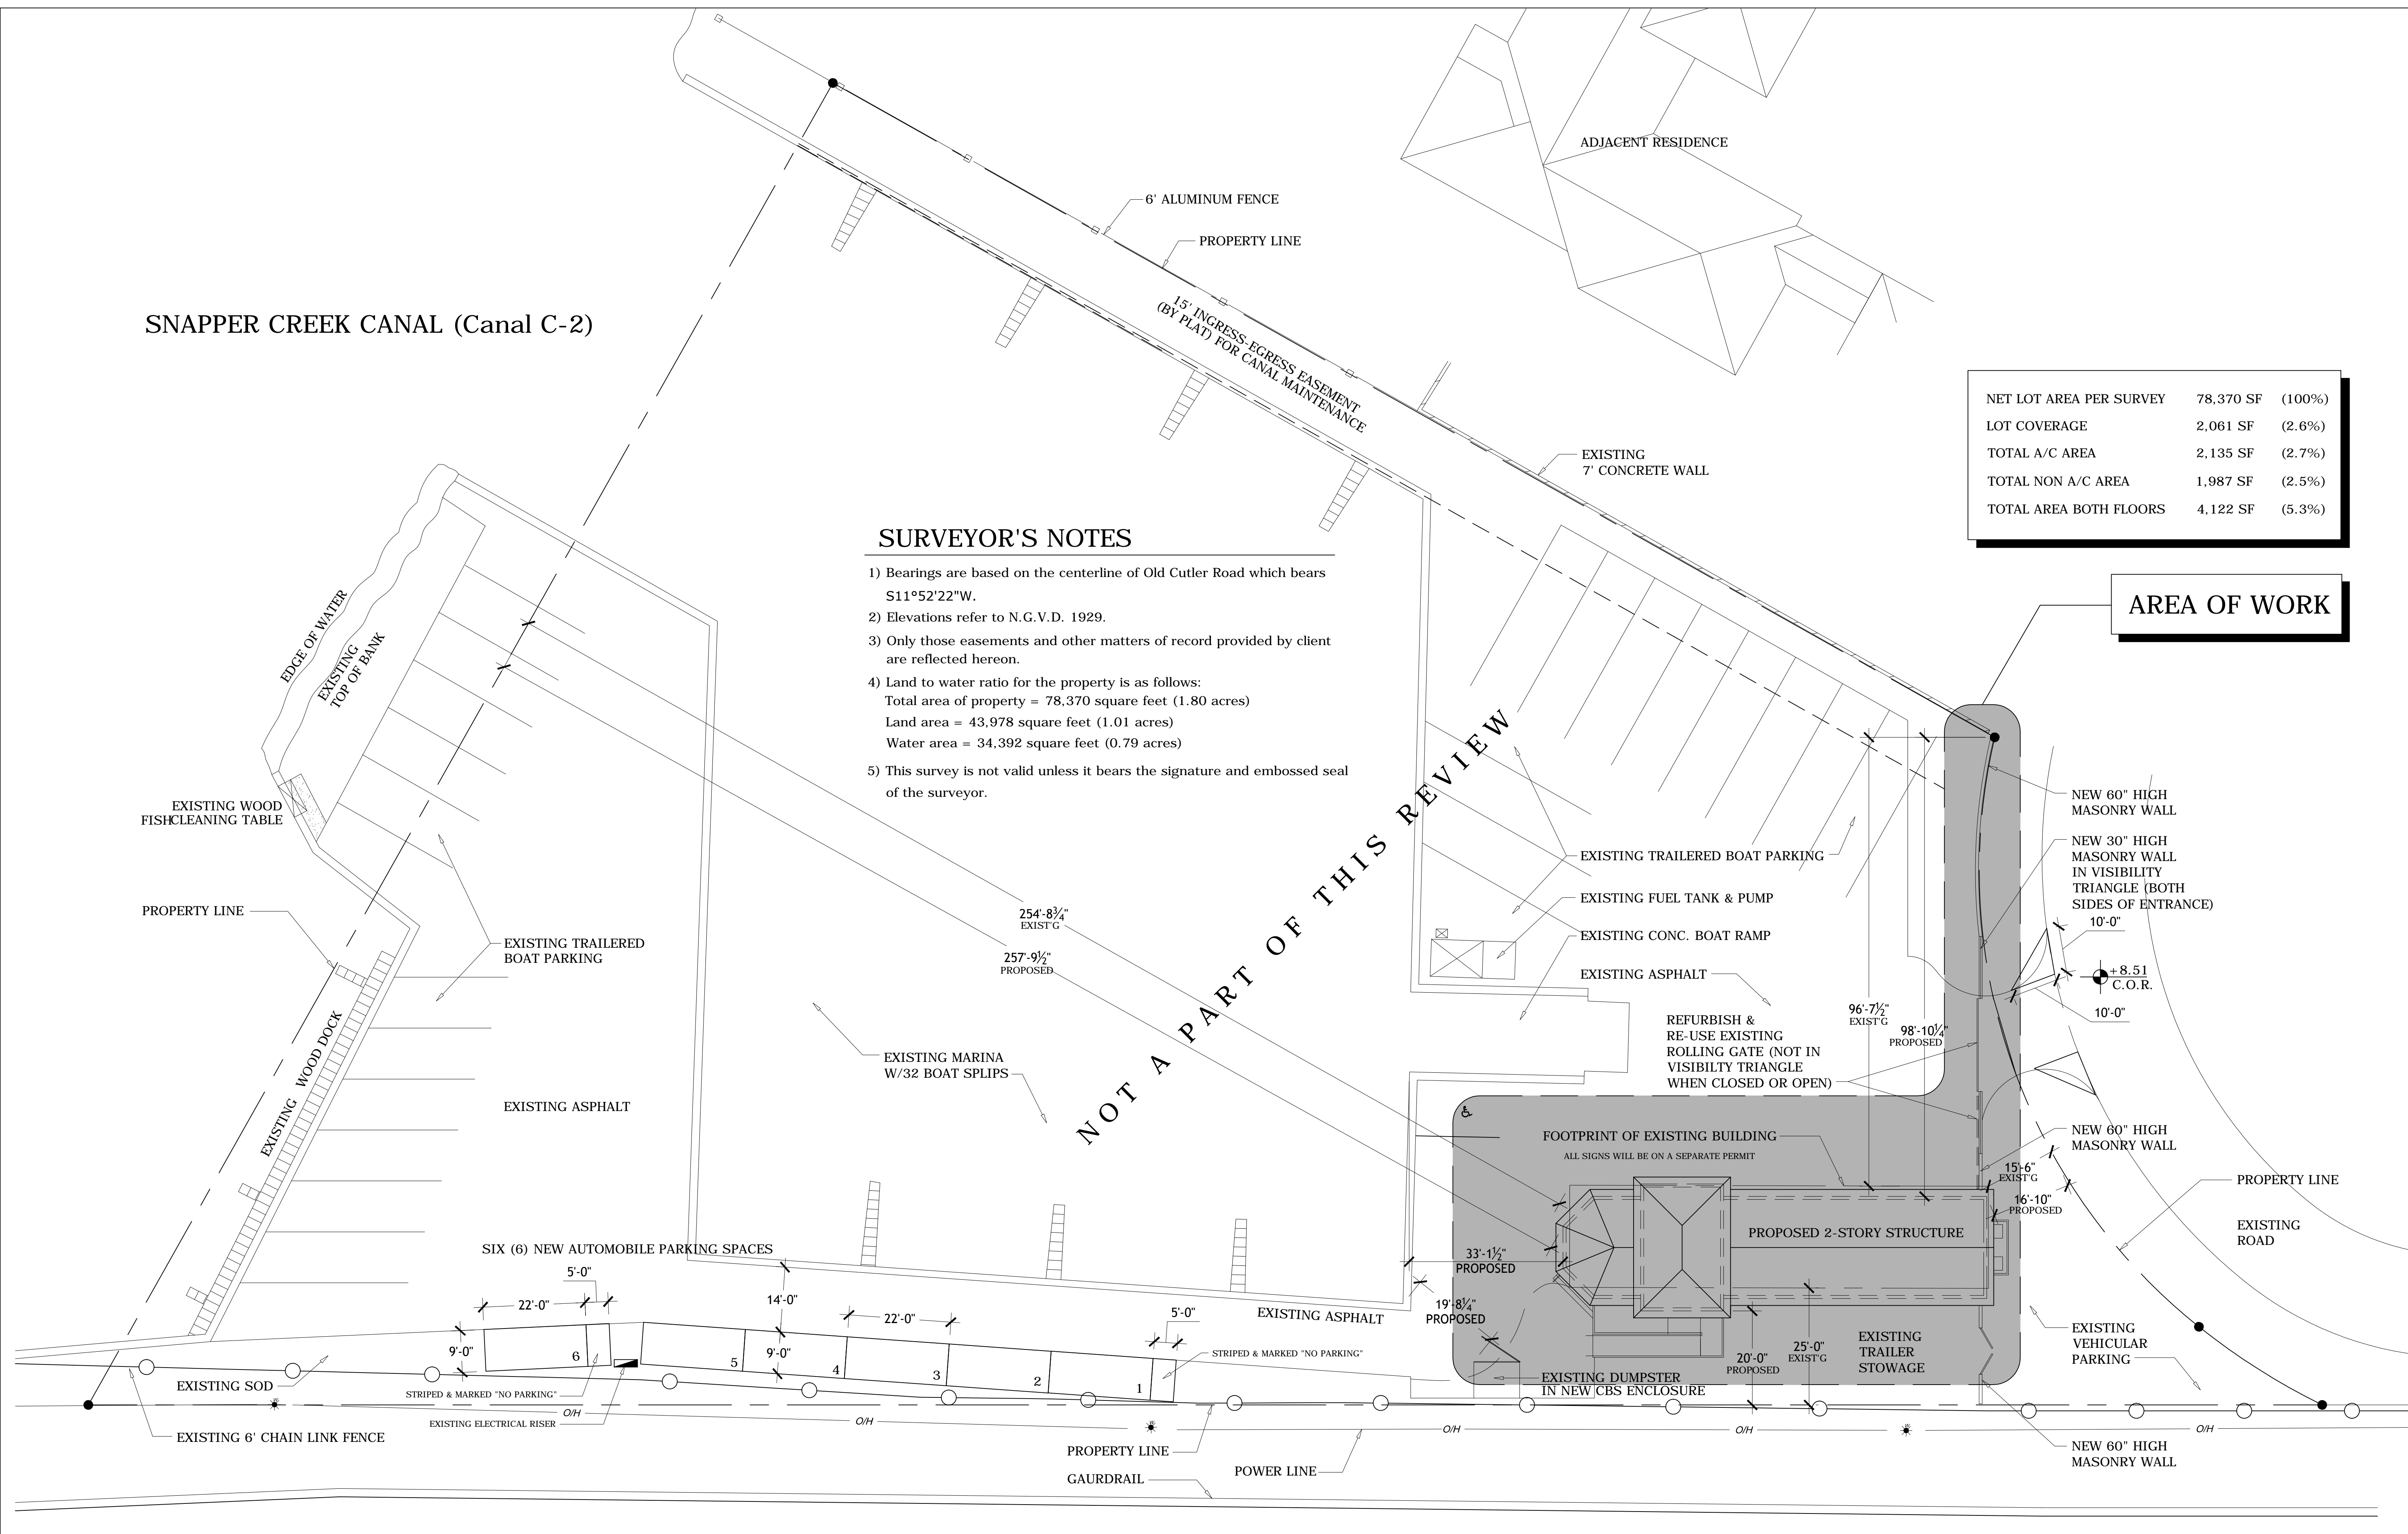 ADJACENT RESIDENCE
6' ALUMINUM FENCE
PROPERTY LINE
SNAPPER CREEK CANAL (Canal C-2)
15' INGRESS-EGRESS EASEMENT
(BY PLAT) FOR CANAL MAINTENANCE
EXISTING
7' CONCRETE WALL
NET LOT AREA PER SURVEY 78,370 SF (100%)
LOT COVERAGE 2,061 SF (2.6%)
TOTAL A/C AREA 2,135 SF (2.7%)
TOTAL NON A/C AREA 1,987 SF (2.5%)
TOTAL AREA BOTH FLOORS 4,122 SF (5.3%)
AREA OF WORK
SURVEYOR'S NOTES
1) Bearings are based on the centerline of Old Cutler Road which bears
S11°52'22"W.
2) Elevations refer to N.G.V.D. 1929.
3) Only those easements and other matters of record provided by client
are reflected hereon.
4) Land to water ratio for the property is as follows:
Total area of property = 78,370 square feet (1.80 acres)
Land area = 43,978 square feet (1.01 acres)
Water area = 34,392 square feet (0.79 acres)
5) This survey is not valid unless it bears the signature and embossed seal
of the surveyor.
EDGE OF WATER
EXISTING
TOP OF BANK
EXISTING WOOD
FISHCLEANING TABLE
PROPERTY LINE
EXISTING TRAILERED
BOAT PARKING
EXISTING WOOD DOCK
EXISTING ASPHALT
254'-8¾"
EXIST'G
257'-9½"
PROPOSED
EXISTING MARINA
W/32 BOAT SPLIPS
NOT A PART OF THIS REVIEW
EXISTING TRAILERED BOAT PARKING
EXISTING FUEL TANK & PUMP
EXISTING CONC. BOAT RAMP
EXISTING ASPHALT
REFURBISH &
RE-USE EXISTING
ROLLING GATE (NOT IN
VISIBILTY TRIANGLE
WHEN CLOSED OR OPEN)
96'-7½"
EXIST'G
98'-10¼"
PROPOSED
NEW 60" HIGH
MASONRY WALL
NEW 30" HIGH
MASONRY WALL
IN VISIBILITY
TRIANGLE (BOTH
SIDES OF ENTRANCE)
10'-0"
+8.51
C.O.R.
10'-0"
NEW 60" HIGH
MASONRY WALL
15'-6"
EXIST'G
16'-10"
PROPOSED
PROPERTY LINE
EXISTING
ROAD
FOOTPRINT OF EXISTING BUILDING
ALL SIGNS WILL BE ON A SEPARATE PERMIT
PROPOSED 2-STORY STRUCTURE
33'-1½"
PROPOSED
19'-8¼"
PROPOSED
20'-0"
PROPOSED
25'-0"
EXIST'G
EXISTING
TRAILER
STOWAGE
EXISTING
VEHICULAR
PARKING
EXISTING DUMPSTER
IN NEW CBS ENCLOSURE
SIX (6) NEW AUTOMOBILE PARKING SPACES
5'-0"
22'-0"
14'-0"
22'-0"
5'-0"
EXISTING ASPHALT
9'-0"
6
5
9'-0"
4
3
2
1
STRIPED & MARKED "NO PARKING"
EXISTING SOD
STRIPED & MARKED "NO PARKING"
EXISTING ELECTRICAL RISER
EXISTING 6' CHAIN LINK FENCE
O/H
O/H
O/H
O/H
O/H
PROPERTY LINE
POWER LINE
GAURDRAIL
NEW 60" HIGH
MASONRY WALL